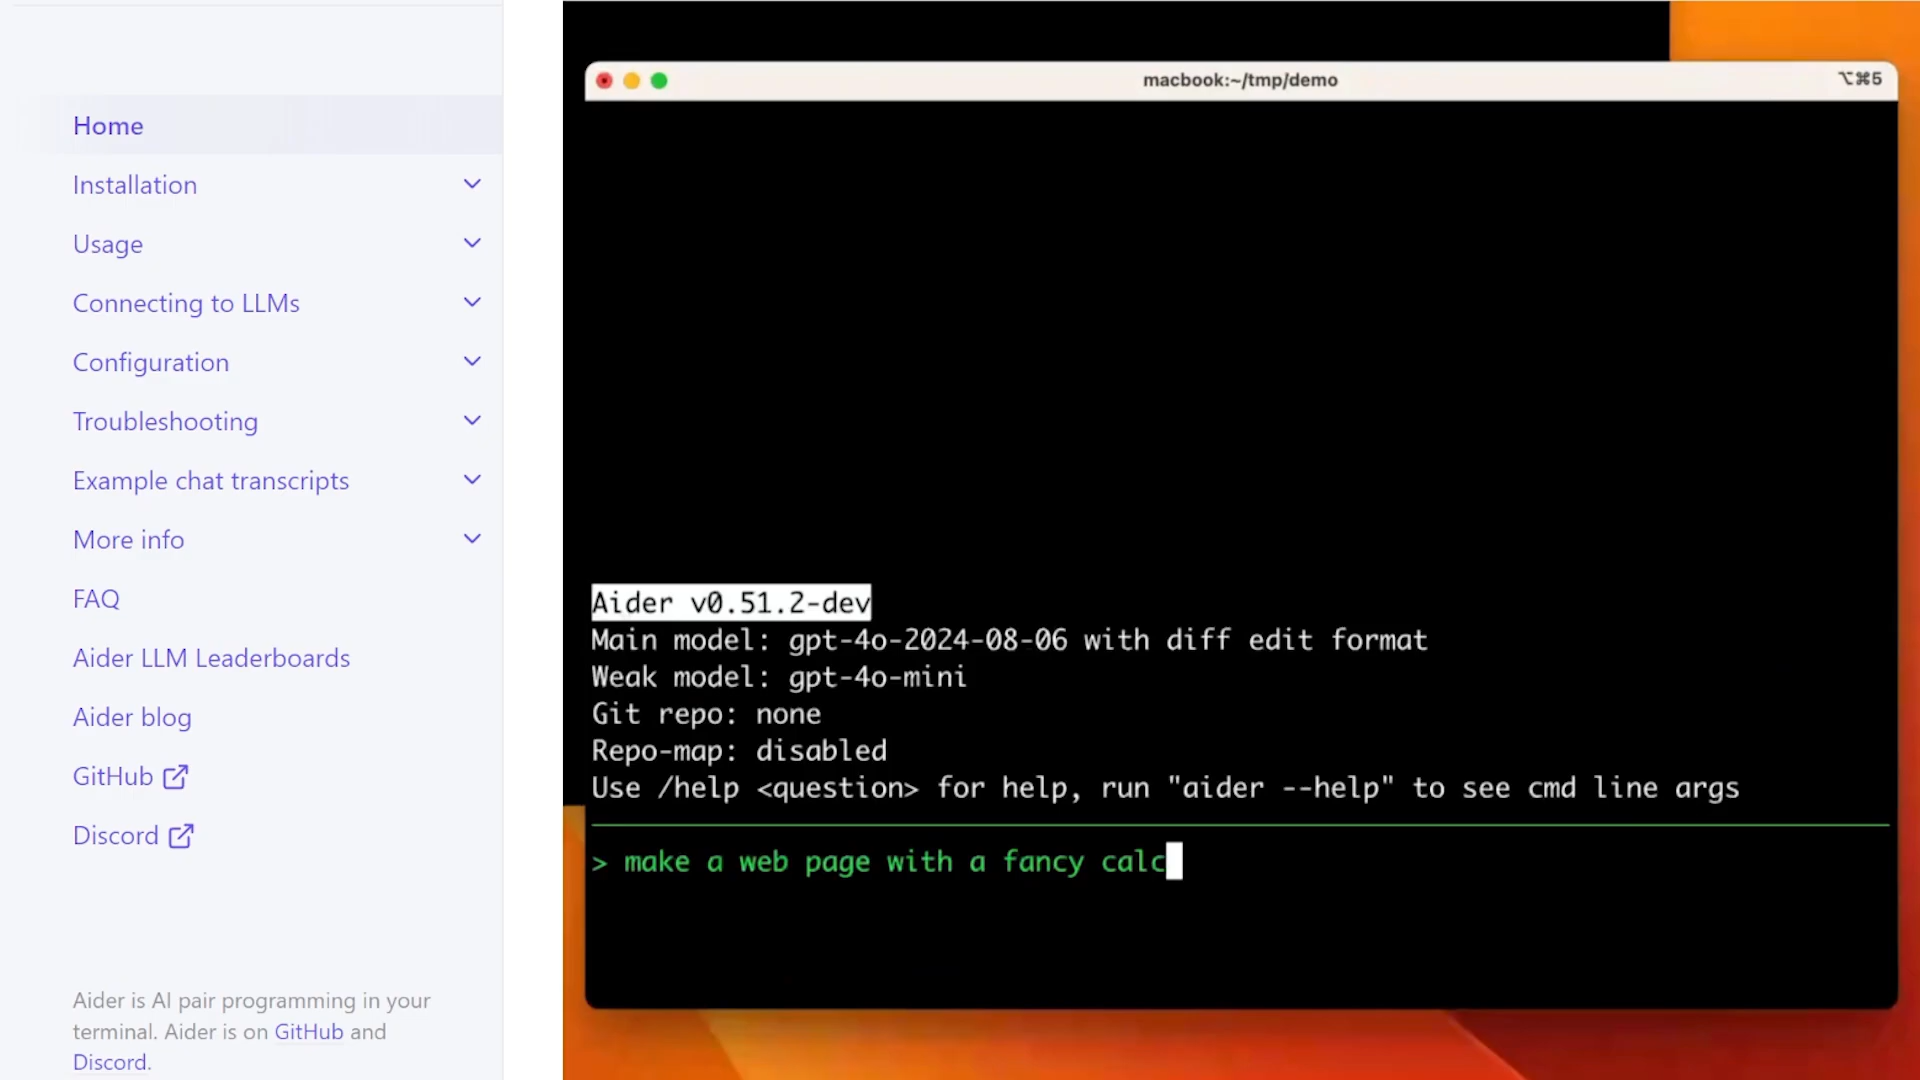 Home
Installation
Usage
Connecting to LLMs
Configuration
Troubleshooting
Example chat transcripts
More info
FAQ
Aider LLM Leaderboards
Aider blog
GitHub
Discord
Aider is AI pair programming in your
terminal. Aider is on GitHub and
Discord.
macbook:~/tmp/demo
⌥⌘5
Aider v0.51.2-dev
Main model: gpt-4o-2024-08-06 with diff edit format
Weak model: gpt-4o-mini
Git repo: none
Repo-map: disabled
Use /help <question> for help, run "aider --help" to see cmd line args
> make a web page with a fancy calc